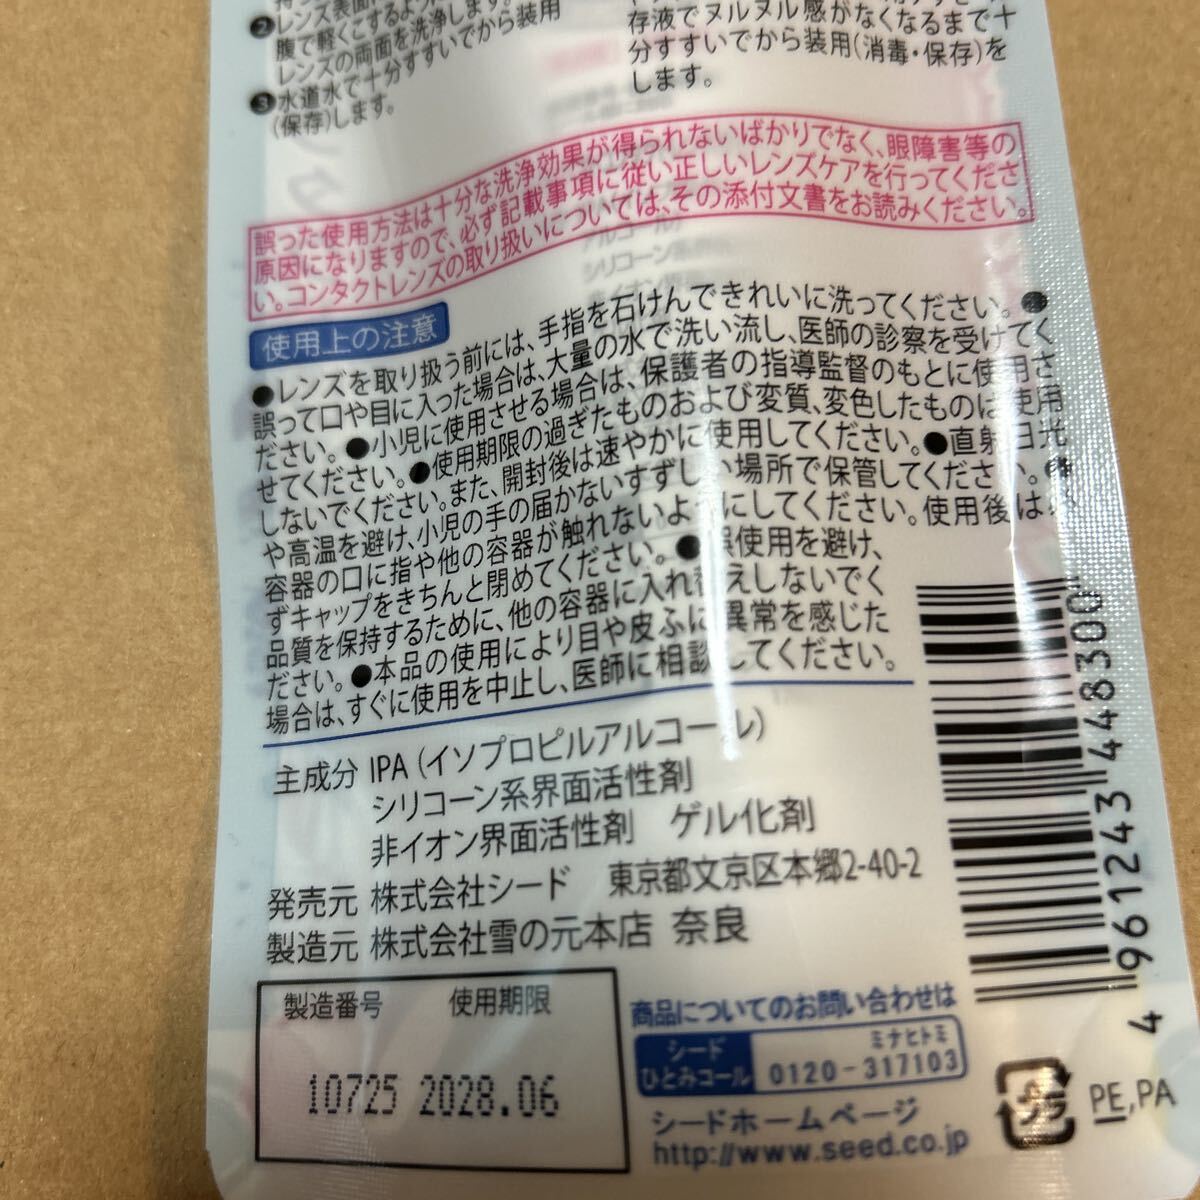 ❷レンズ表面に
腹で軽くこするよう
レンズの両面を洗浄します。
❸水道水で十分すすいでから装用
(保存)します。
存液でヌルヌル感がなくなるまで十
分すすいでから装用(消毒・保存)を
します。
誤った使用方法は十分な洗浄効果が得られないばかりでなく、眼障害等の
原因になりますので、必ず記載事項に従い正しいレンズケアを行ってくださ
い。コンタクトレンズの取り扱いについては、その添付文書をお読みください。
使用上の注意
●レンズを取り扱う前には、手指を石けんできれいに洗ってください。●
誤って口や目に入った場合は、大量の水で洗い流し、医師の診察を受けてく
ださい。●小児に使用させる場合は、保護者の指導監督のもとに使用さ
せてください。●使用期限の過ぎたものおよび変質、変色したものは使用
しないでください。また、開封後は速やかに使用してください。●直射日光
や高温を避け、小児の手の届かないすずしい場所で保管してください。●
容器の口に指や他の容器が触れないようにしてください。使用後は必
ずキャップをきちんと閉めてください。●誤使用を避け、
品質を保持するために、他の容器に入れ替えしないでく
ださい。●本品の使用により目や皮ふに異常を感じた
場合は、すぐに使用を中止し、医師に相談してください。
主成分 IPA(イソプロピルアルコール)
シリコーン系界面活性剤
非イオン界面活性剤 ゲル化剤
発売元 株式会社シード 東京都文京区本郷2-40-2
製造元 株式会社雪の元本店 奈良
製造番号 使用期限
10725 2028.06
商品についてのお問い合わせは
シード
ひとみコール
ミナヒトミ
0120-317103
シードホームページ
http://www.seed.co.jp
4961243448300
プラ
PE,PA